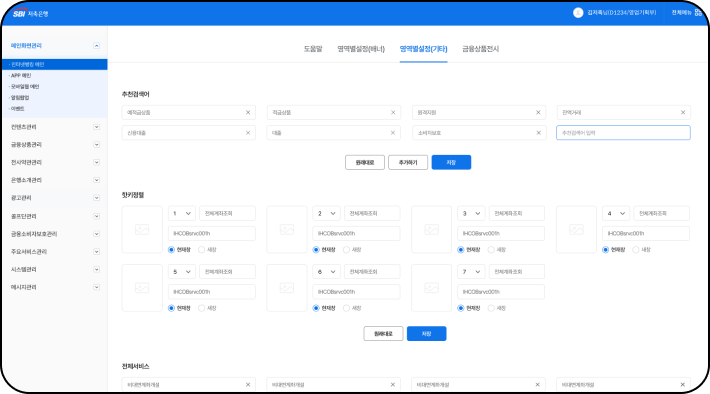 SBI 저축은행
김저축님(01234/영업기획부) 전체메뉴
메인화면관리
· 인터넷뱅킹 메인
· APP 메인
· 모바일웹 메인
· 알림팝업
· 이벤트
컨텐츠관리
금융상품관리
전사약관관리
은행소개관리
광고관리
골프단관리
금융소비자보호관리
주요서비스관리
시스템관리
메시지관리
도움말 영역별설정(배너) 영역별설정(기타) 금융상품전시
추천검색어
예적금상품 적금상품 원격지원 전역거래
신용대출 대출 소비자보호 추천검색어 입력
원래대로 추가하기 저장
핫키정렬
1 전체계좌조회 2 전체계좌조회 3 전체계좌조회 4 전체계좌조회
IHCOBsrvc001h IHCOBsrvc001h IHCOBsrvc001h IHCOBsrvc001h
현재창 새창 현재창 새창 현재창 새창 현재창 새창
5 전체계좌조회 6 전체계좌조회 7 전체계좌조회
IHCOBsrvc001h IHCOBsrvc001h IHCOBsrvc001h
현재창 새창 현재창 새창 현재창 새창
원래대로 저장
전체서비스
비대면계좌개설 비대면계좌개설 비대면계좌개설 비대면계좌개설